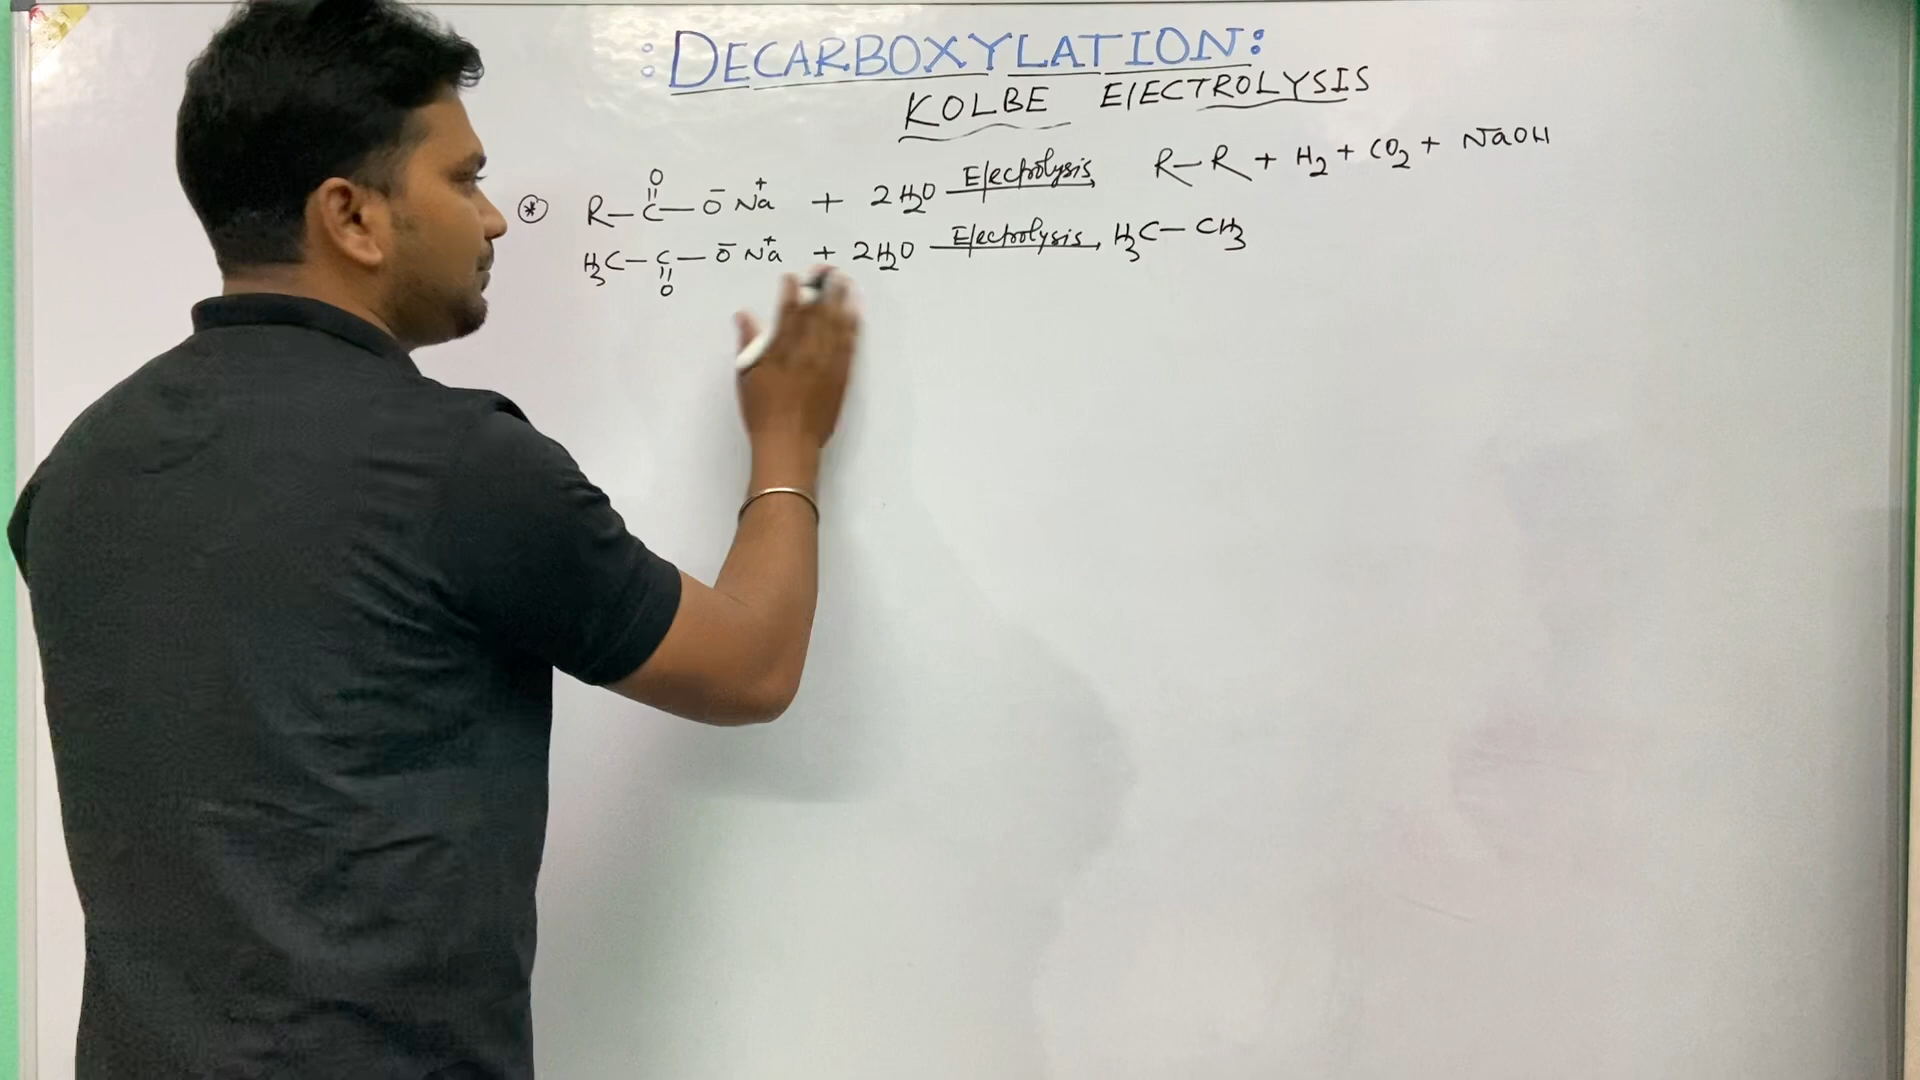 : DECARBOXYLATION:
KOLBE ElECTROLYSIS
O
⊛ R—C—O⁻ Na⁺ + 2H₂O Electrolysis R—R + H₂ + CO₂ + NaOH
H₃C—C—O⁻ Na⁺ + 2H₂O Electrolysis H₃C—CH₃
O